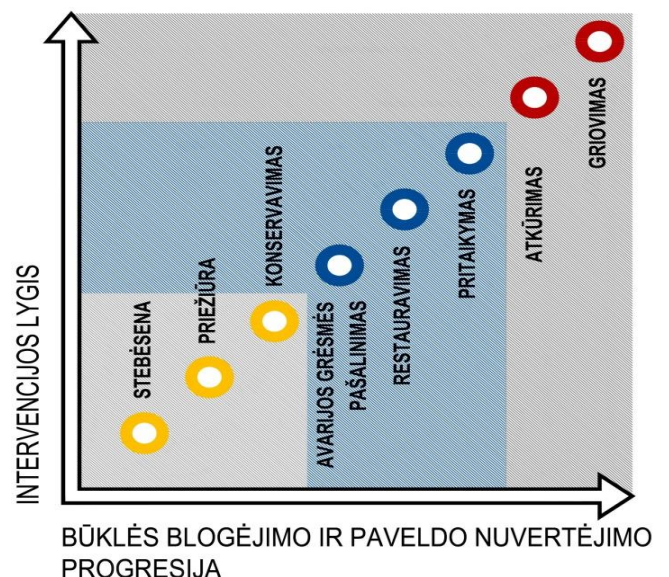 INTERVENCIJOS LYGIS
STEBĖSENA
PRIEŽIŪRA
KONSERVAVIMAS
AVARIJOS GRĖSMĖS
PAŠALINIMAS
RESTAURAVIMAS
PRITAIKYMAS
ATKŪRIMAS
GRIOVIMAS
BŪKLĖS BLOGĖJIMO IR PAVELDO NUVERTĖJIMO
PROGRESIJA